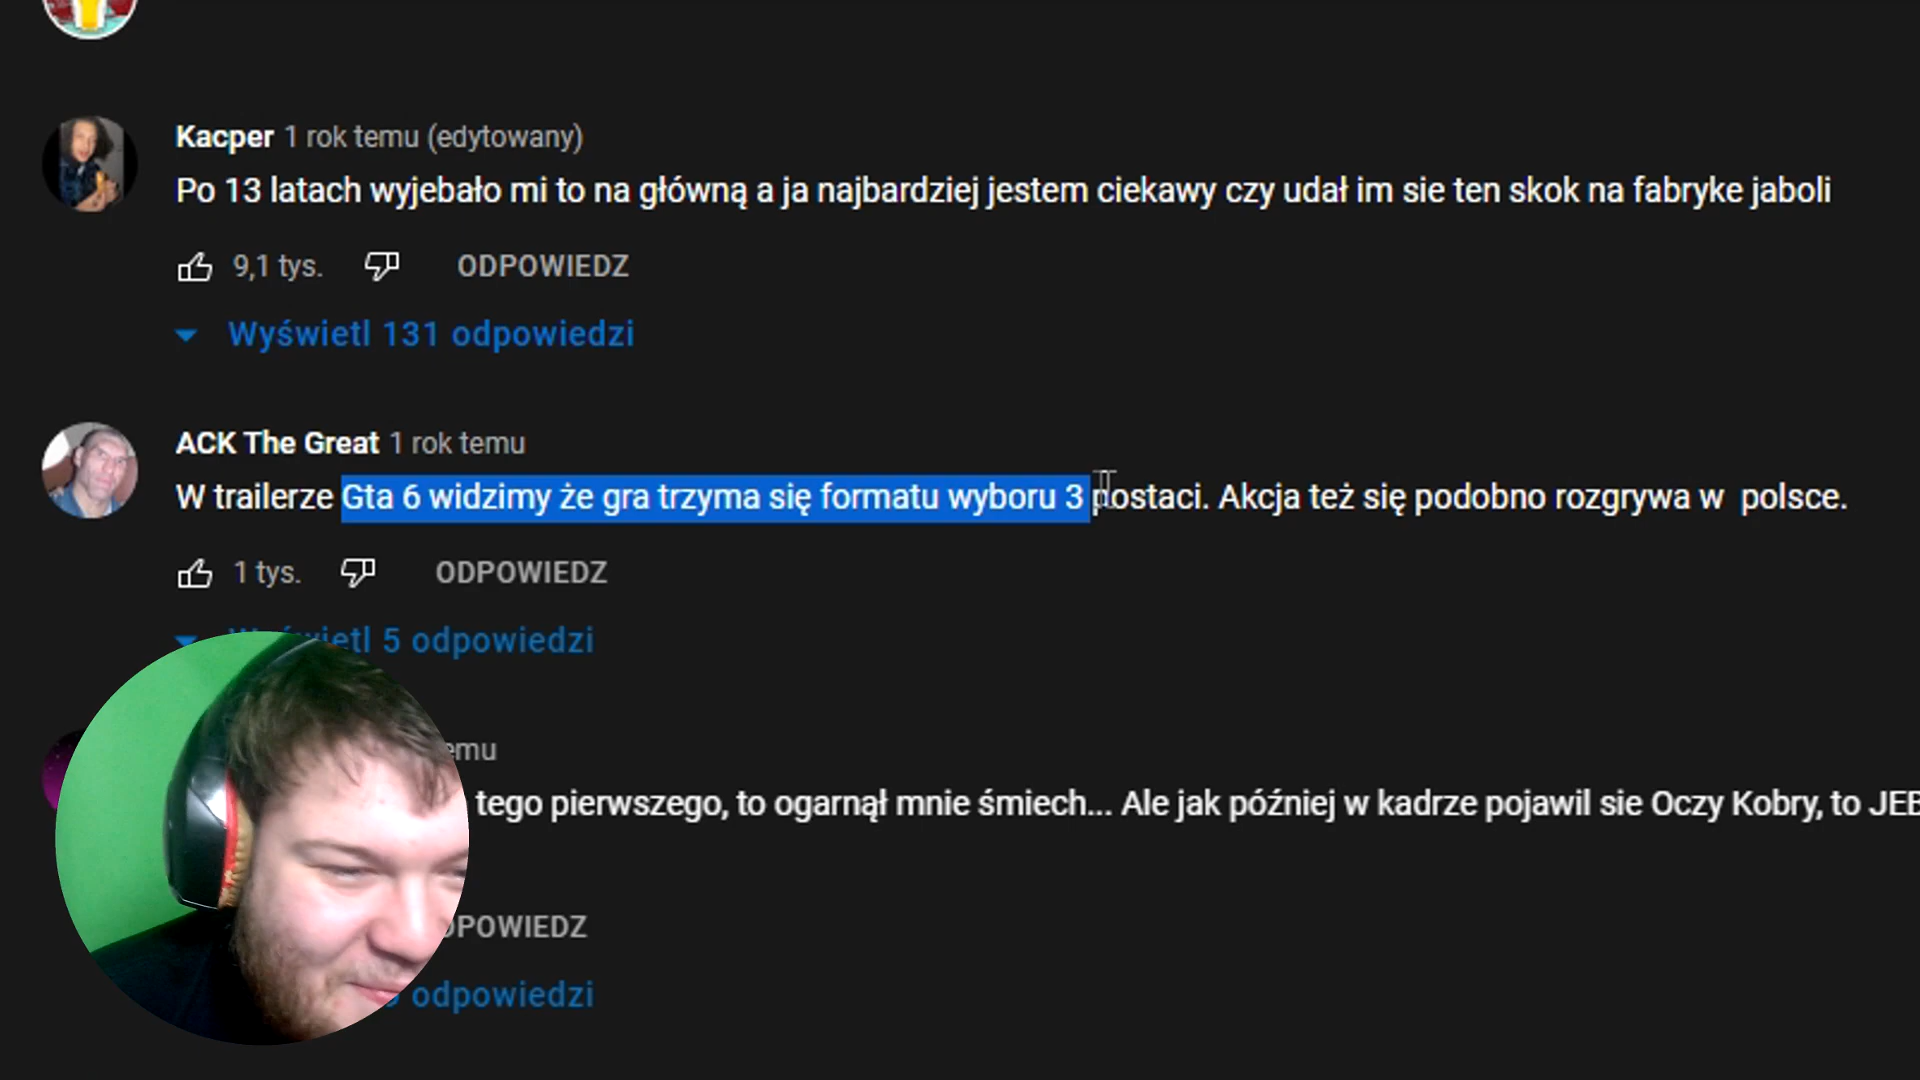 Kacper 1 rok temu (edytowany)
Po 13 latach wyjebało mi to na główną a ja najbardziej jestem ciekawy czy udał im sie ten skok na fabryke jaboli
9,1 tys. ODPOWIEDZ
Wyświetl 131 odpowiedzi
ACK The Great 1 rok temu
W trailerze Gta 6 widzimy że gra trzyma się formatu wyboru 3 postaci. Akcja też się podobno rozgrywa w polsce.
1 tys. ODPOWIEDZ
Wyświetl 5 odpowiedzi
temu
tego pierwszego, to ogarnął mnie śmiech... Ale jak później w kadrze pojawil sie Oczy Kobry, to
ODPOWIEDZ
odpowiedzi